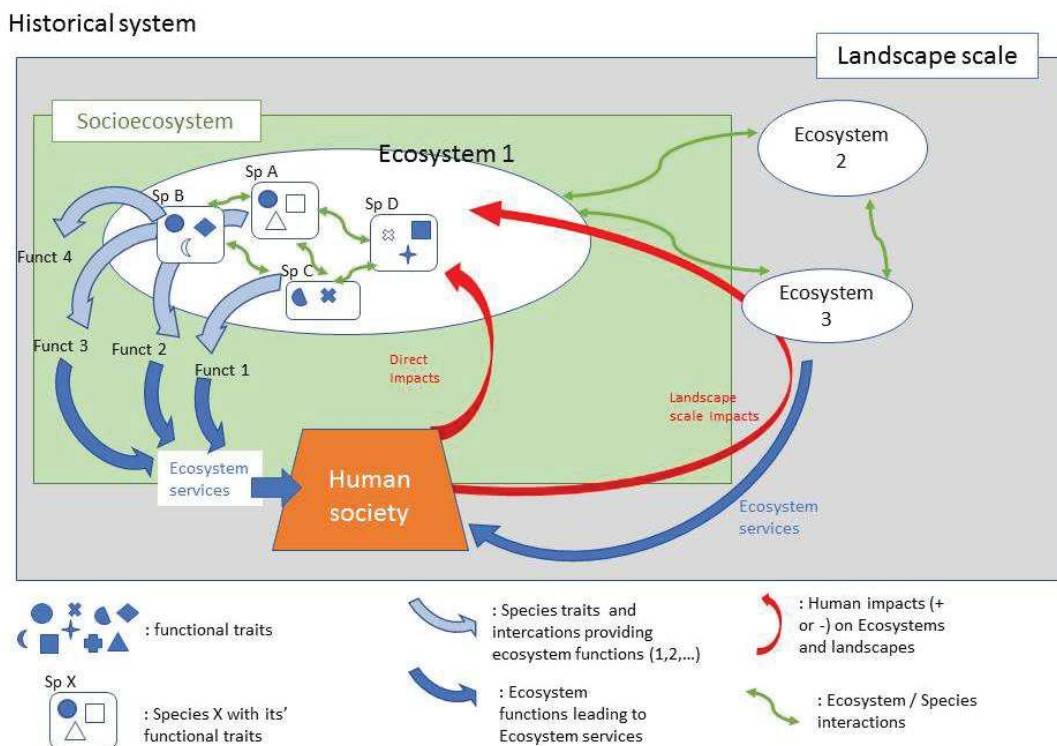 Historical system
Landscape scale
Socioecosystem
Ecosystem 1
Ecosystem
2
Sp A
Sp B
Sp D
Sp C
Funct 4
Ecosystem
3
Funct 3
Funct 2
Funct 1
Direct
Impacts
Landscape
scale Impacts
Ecosystem
services
Human
society
Ecosystem
services
: functional traits
Sp X
: Species X with its’
functional traits
: Species traits and
intercations providing
ecosystem functions (1,2,…)
: Ecosystem
functions leading to
Ecosystem services
: Human impacts (+
or -) on Ecosystems
and landscapes
: Ecosystem / Species
interactions